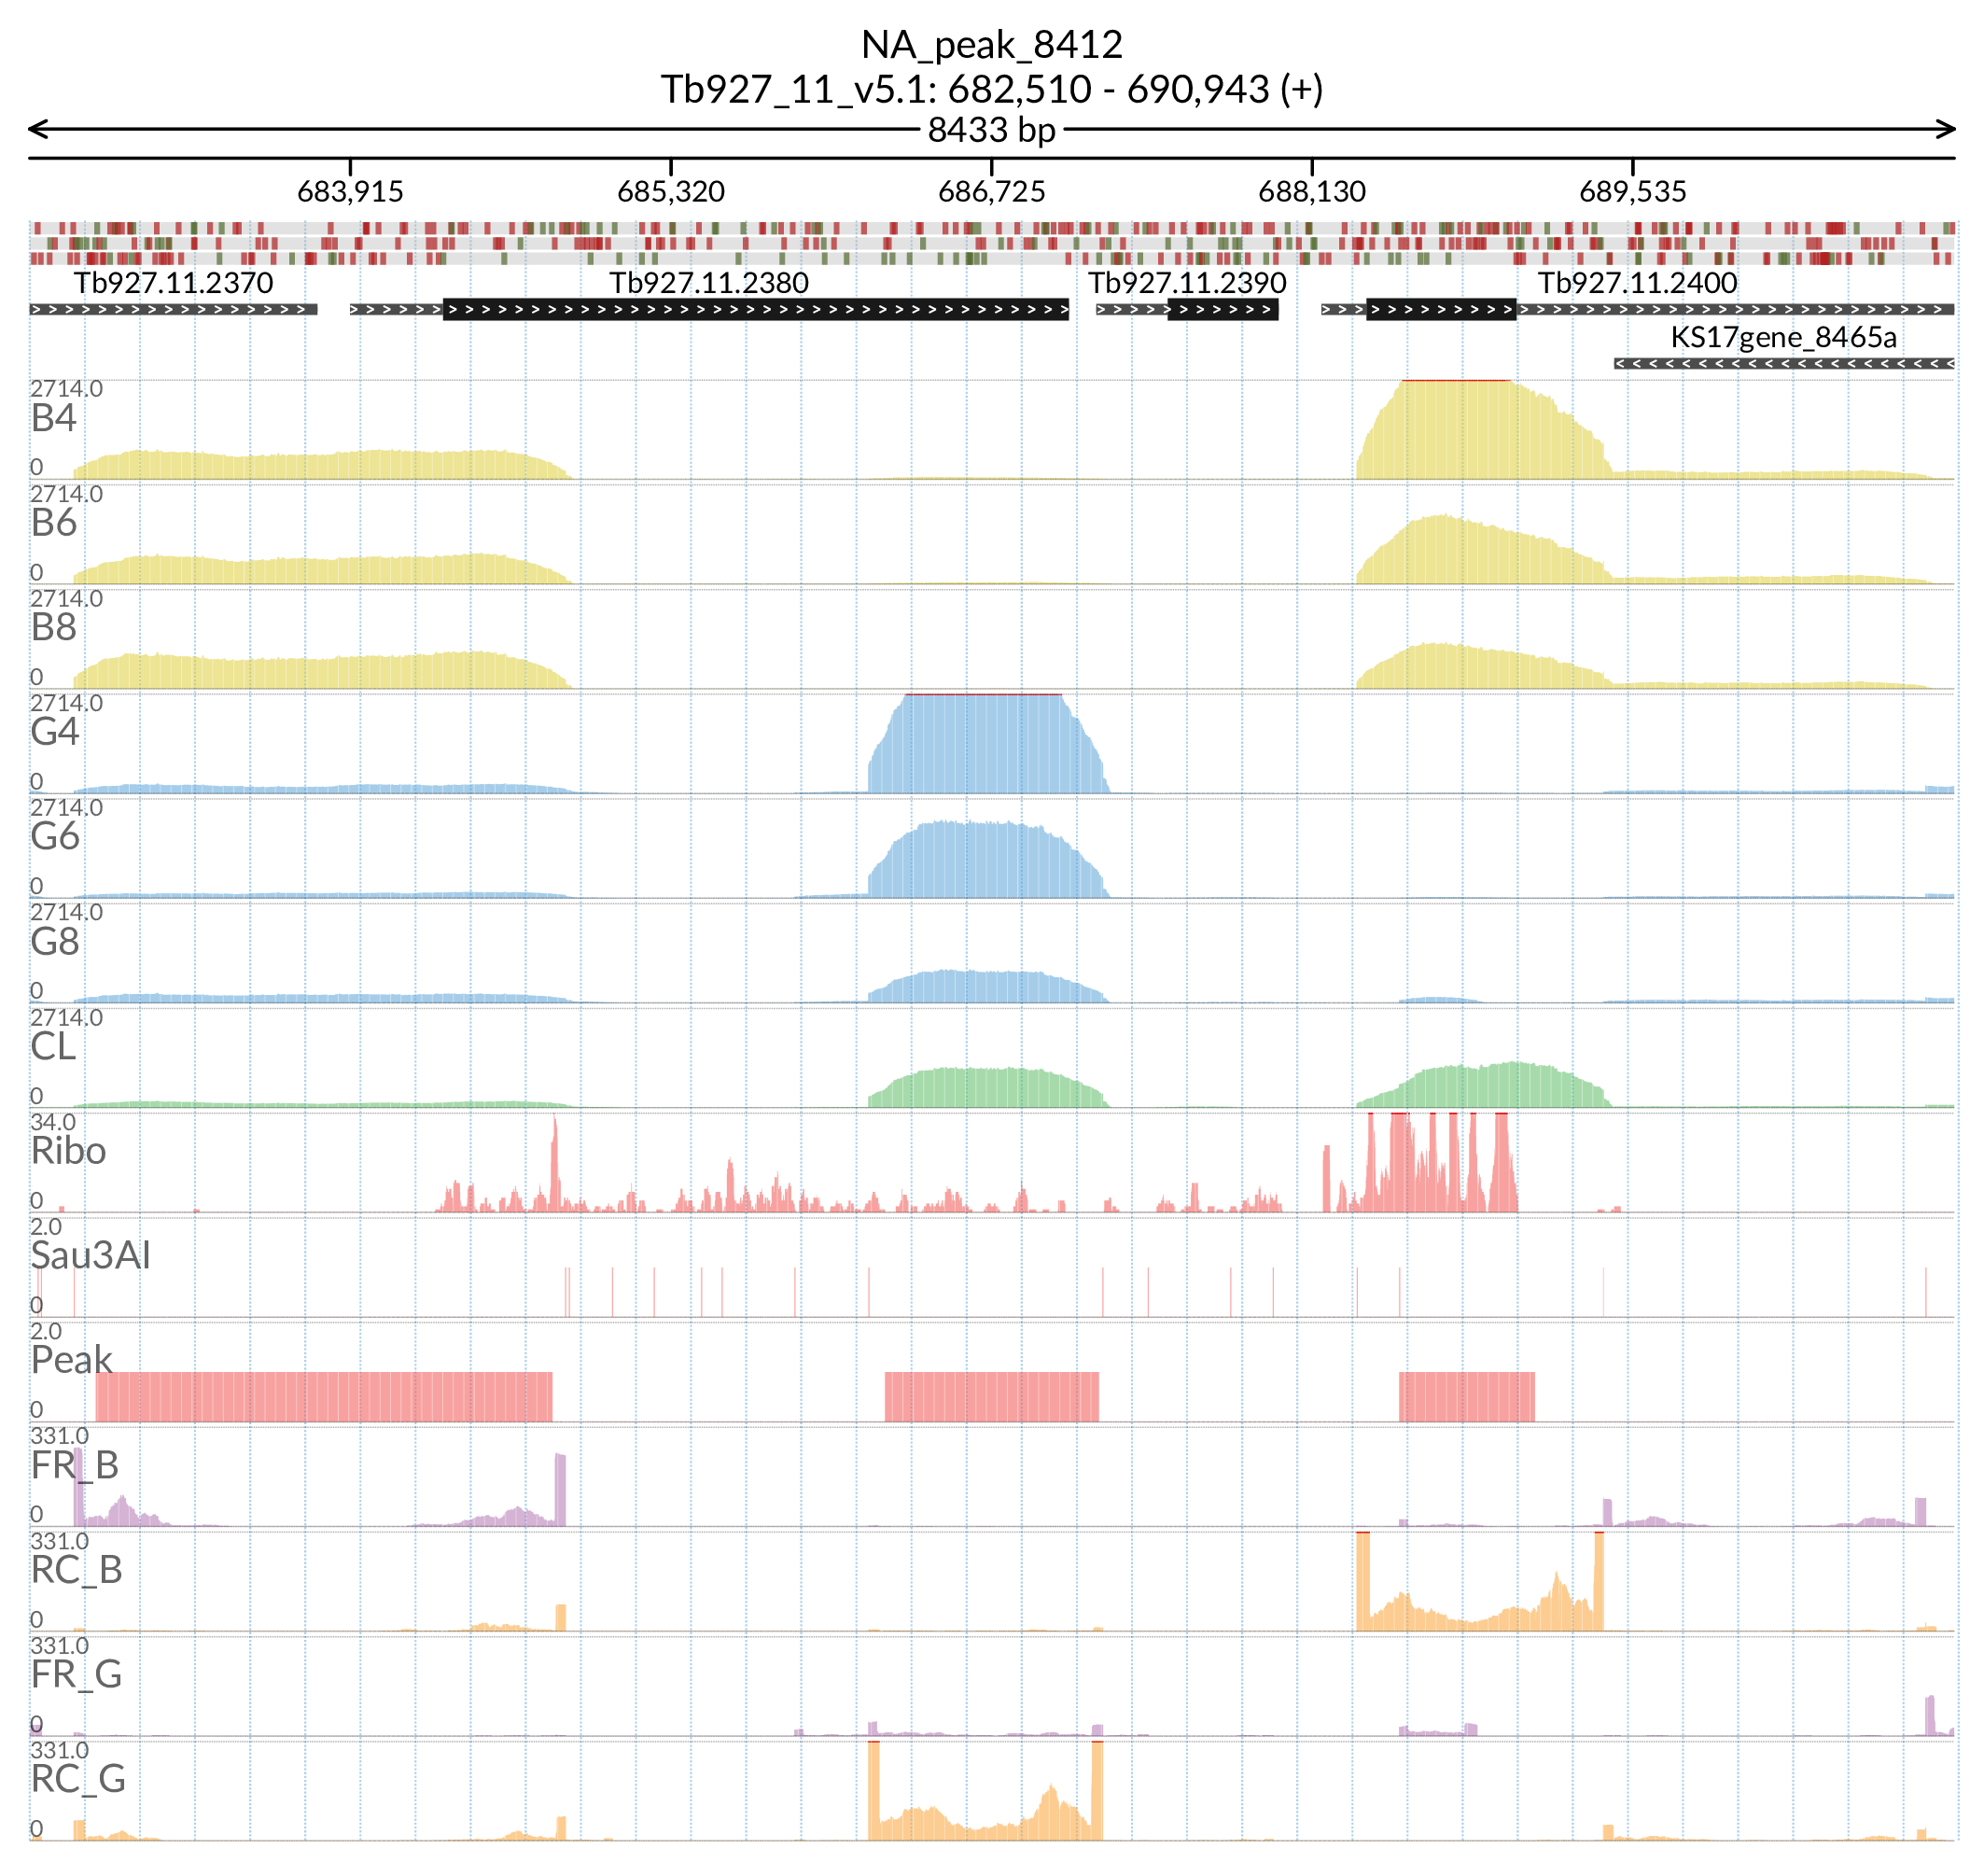 NA_peak_8412
Tb927_11_v5.1: 682,510 - 690,943 (+)
8433 bp
683,915 685,320 686,725 688,130 689,535
Tb927.11.2370 Tb927.11.2380 Tb927.11.2390 Tb927.11.2400
KS17gene_8465a
2714.0
B4
0
2714.0
B6
0
2714.0
B8
0
2714.0
G4
0
2714.0
G6
0
2714.0
G8
0
2714.0
CL
0
34.0
Ribo
0
2.0
Sau3AI
0
2.0
Peak
0
331.0
FR_B
0
331.0
RC_B
0
331.0
FR_G
0
331.0
RC_G
0